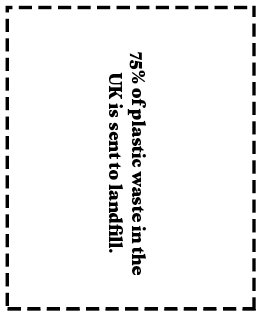 75% of plastic waste in the
UK is sent to landfill.